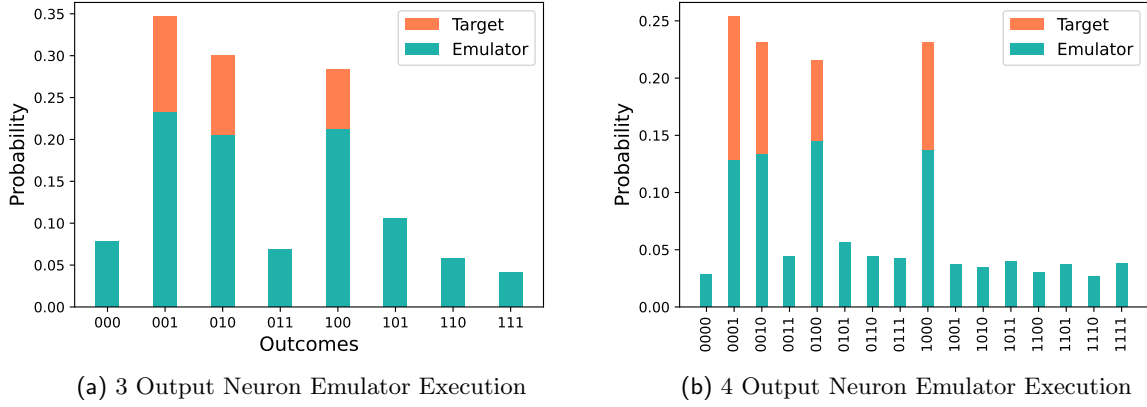 Target
Emulator
Probability
0.35
0.30
0.25
0.20
0.15
0.10
0.05
0.00
000 001 010 011 100 101 110 111
Outcomes
(a) 3 Output Neuron Emulator Execution
Target
Emulator
Probability
0.25
0.20
0.15
0.10
0.05
0.00
0000 0001 0010 0011 0100 0101 0110 0111 1000 1001 1010 1011 1100 1101 1110 1111
(b) 4 Output Neuron Emulator Execution